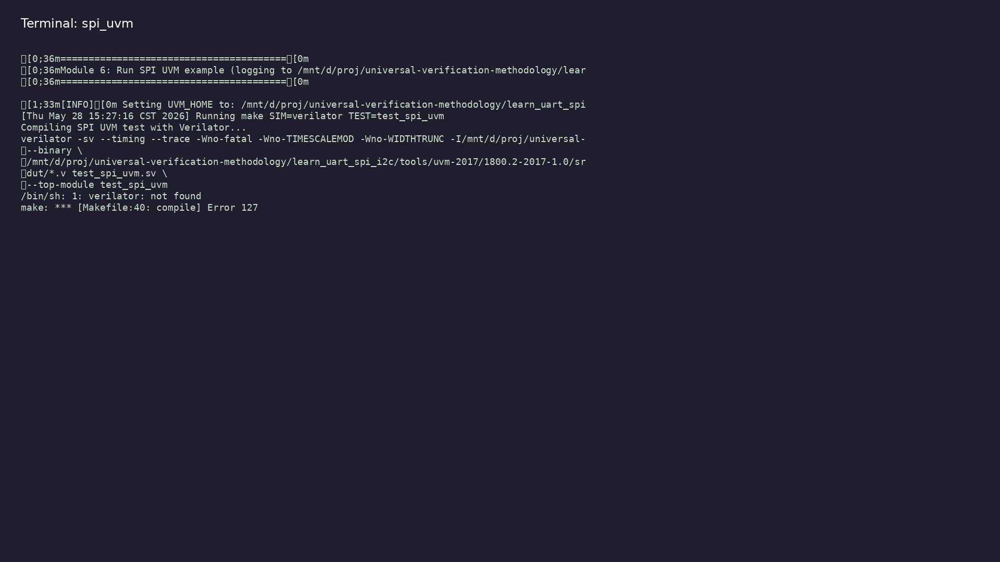 Terminal: spi_uvm
[0;36m========================================[0m
[0;36mModule 6: Run SPI UVM example (logging to /mnt/d/proj/universal-verification-methodology/lear
[0;36m========================================[0m
[1;33m[INFO][0m Setting UVM_HOME to: /mnt/d/proj/universal-verification-methodology/learn_uart_spi
[Thu May 28 15:27:16 CST 2026] Running make SIM=verilator TEST=test_spi_uvm
Compiling SPI UVM test with Verilator...
verilator -sv --timing --trace -Wno-fatal -Wno-TIMESCALEMOD -Wno-WIDTHTRUNC -I/mnt/d/proj/universal-
--binary \
/mnt/d/proj/universal-verification-methodology/learn_uart_spi_i2c/tools/uvm-2017/1800.2-2017-1.0/sr
dut/*.v test_spi_uvm.sv \
--top-module test_spi_uvm
/bin/sh: 1: verilator: not found
make: *** [Makefile:40: compile] Error 127